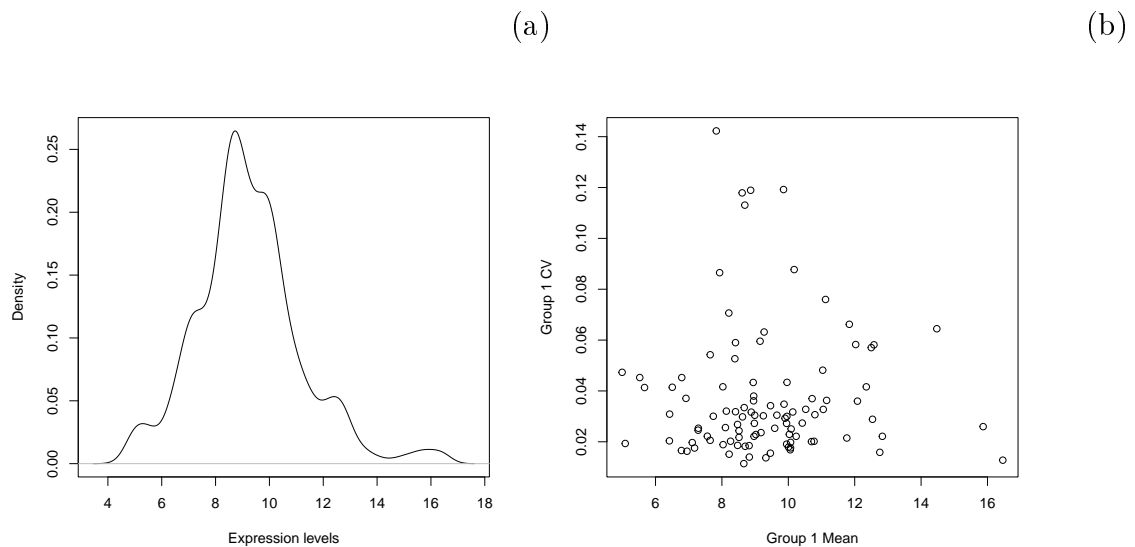 (a)
(b)
0.00 0.05 0.10 0.15 0.20 0.25
Density
4 6 8 10 12 14 16 18
Expression levels
0.02 0.04 0.06 0.08 0.10 0.12 0.14
Group 1 CV
6 8 10 12 14 16
Group 1 Mean